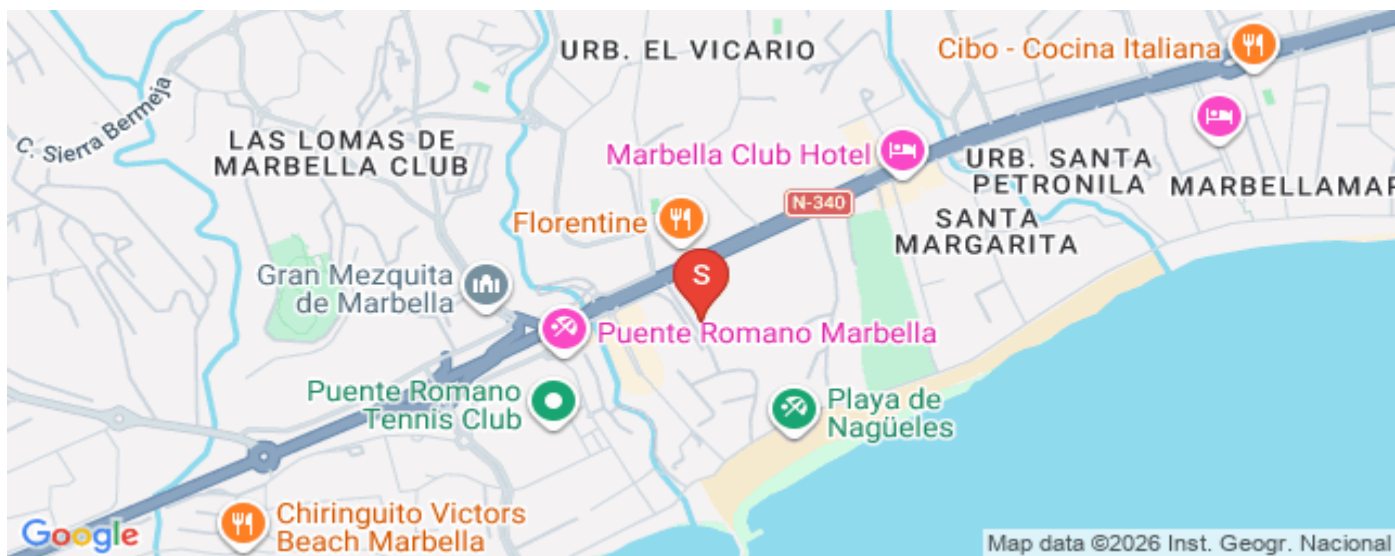 URB. EL VICARIO
Cibo - Cocina Italiana
C. Sierra Bermeja
LAS LOMAS DE
MARBELLA CLUB
Marbella Club Hotel
URB. SANTA
PETRONILA
MARBELLAMAR
N-340
Florentine
SANTA
MARGARITA
Gran Mezquita
de Marbella
S
Puente Romano Marbella
Puente Romano
Tennis Club
Playa de
Nagüeles
Chiringuito Victors
Beach Marbella
Google
Map data ©2026 Inst. Geogr. Nacional